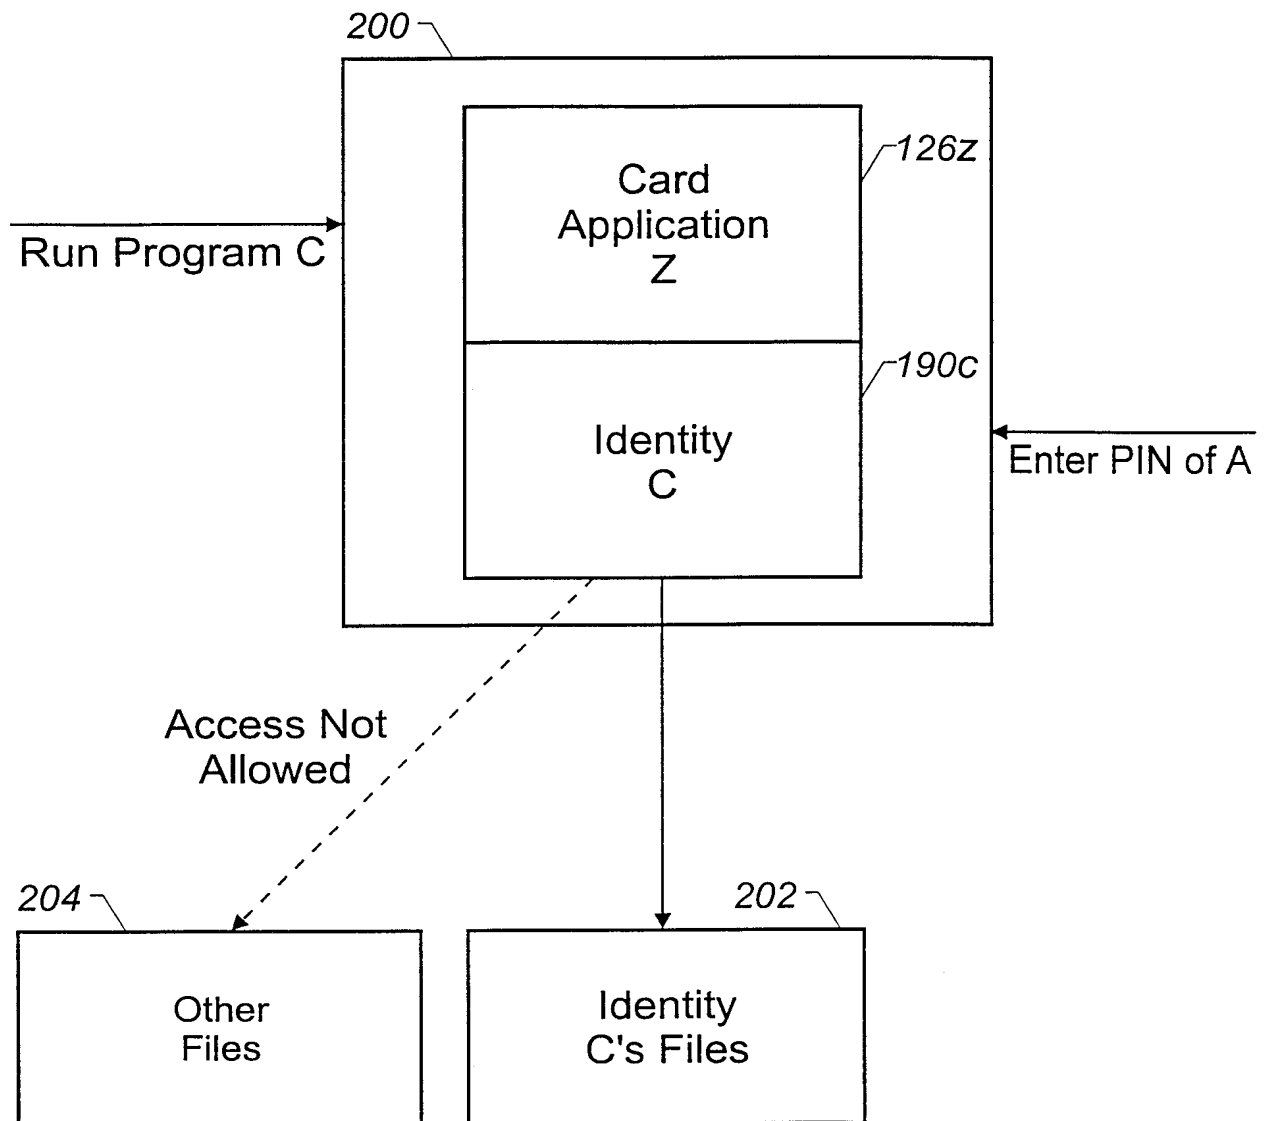 200
126z
Card
Application
Z
Run Program C
190c
Identity
C
Enter PIN of A
Access Not
Allowed
204
202
Other
Files
Identity
C's Files